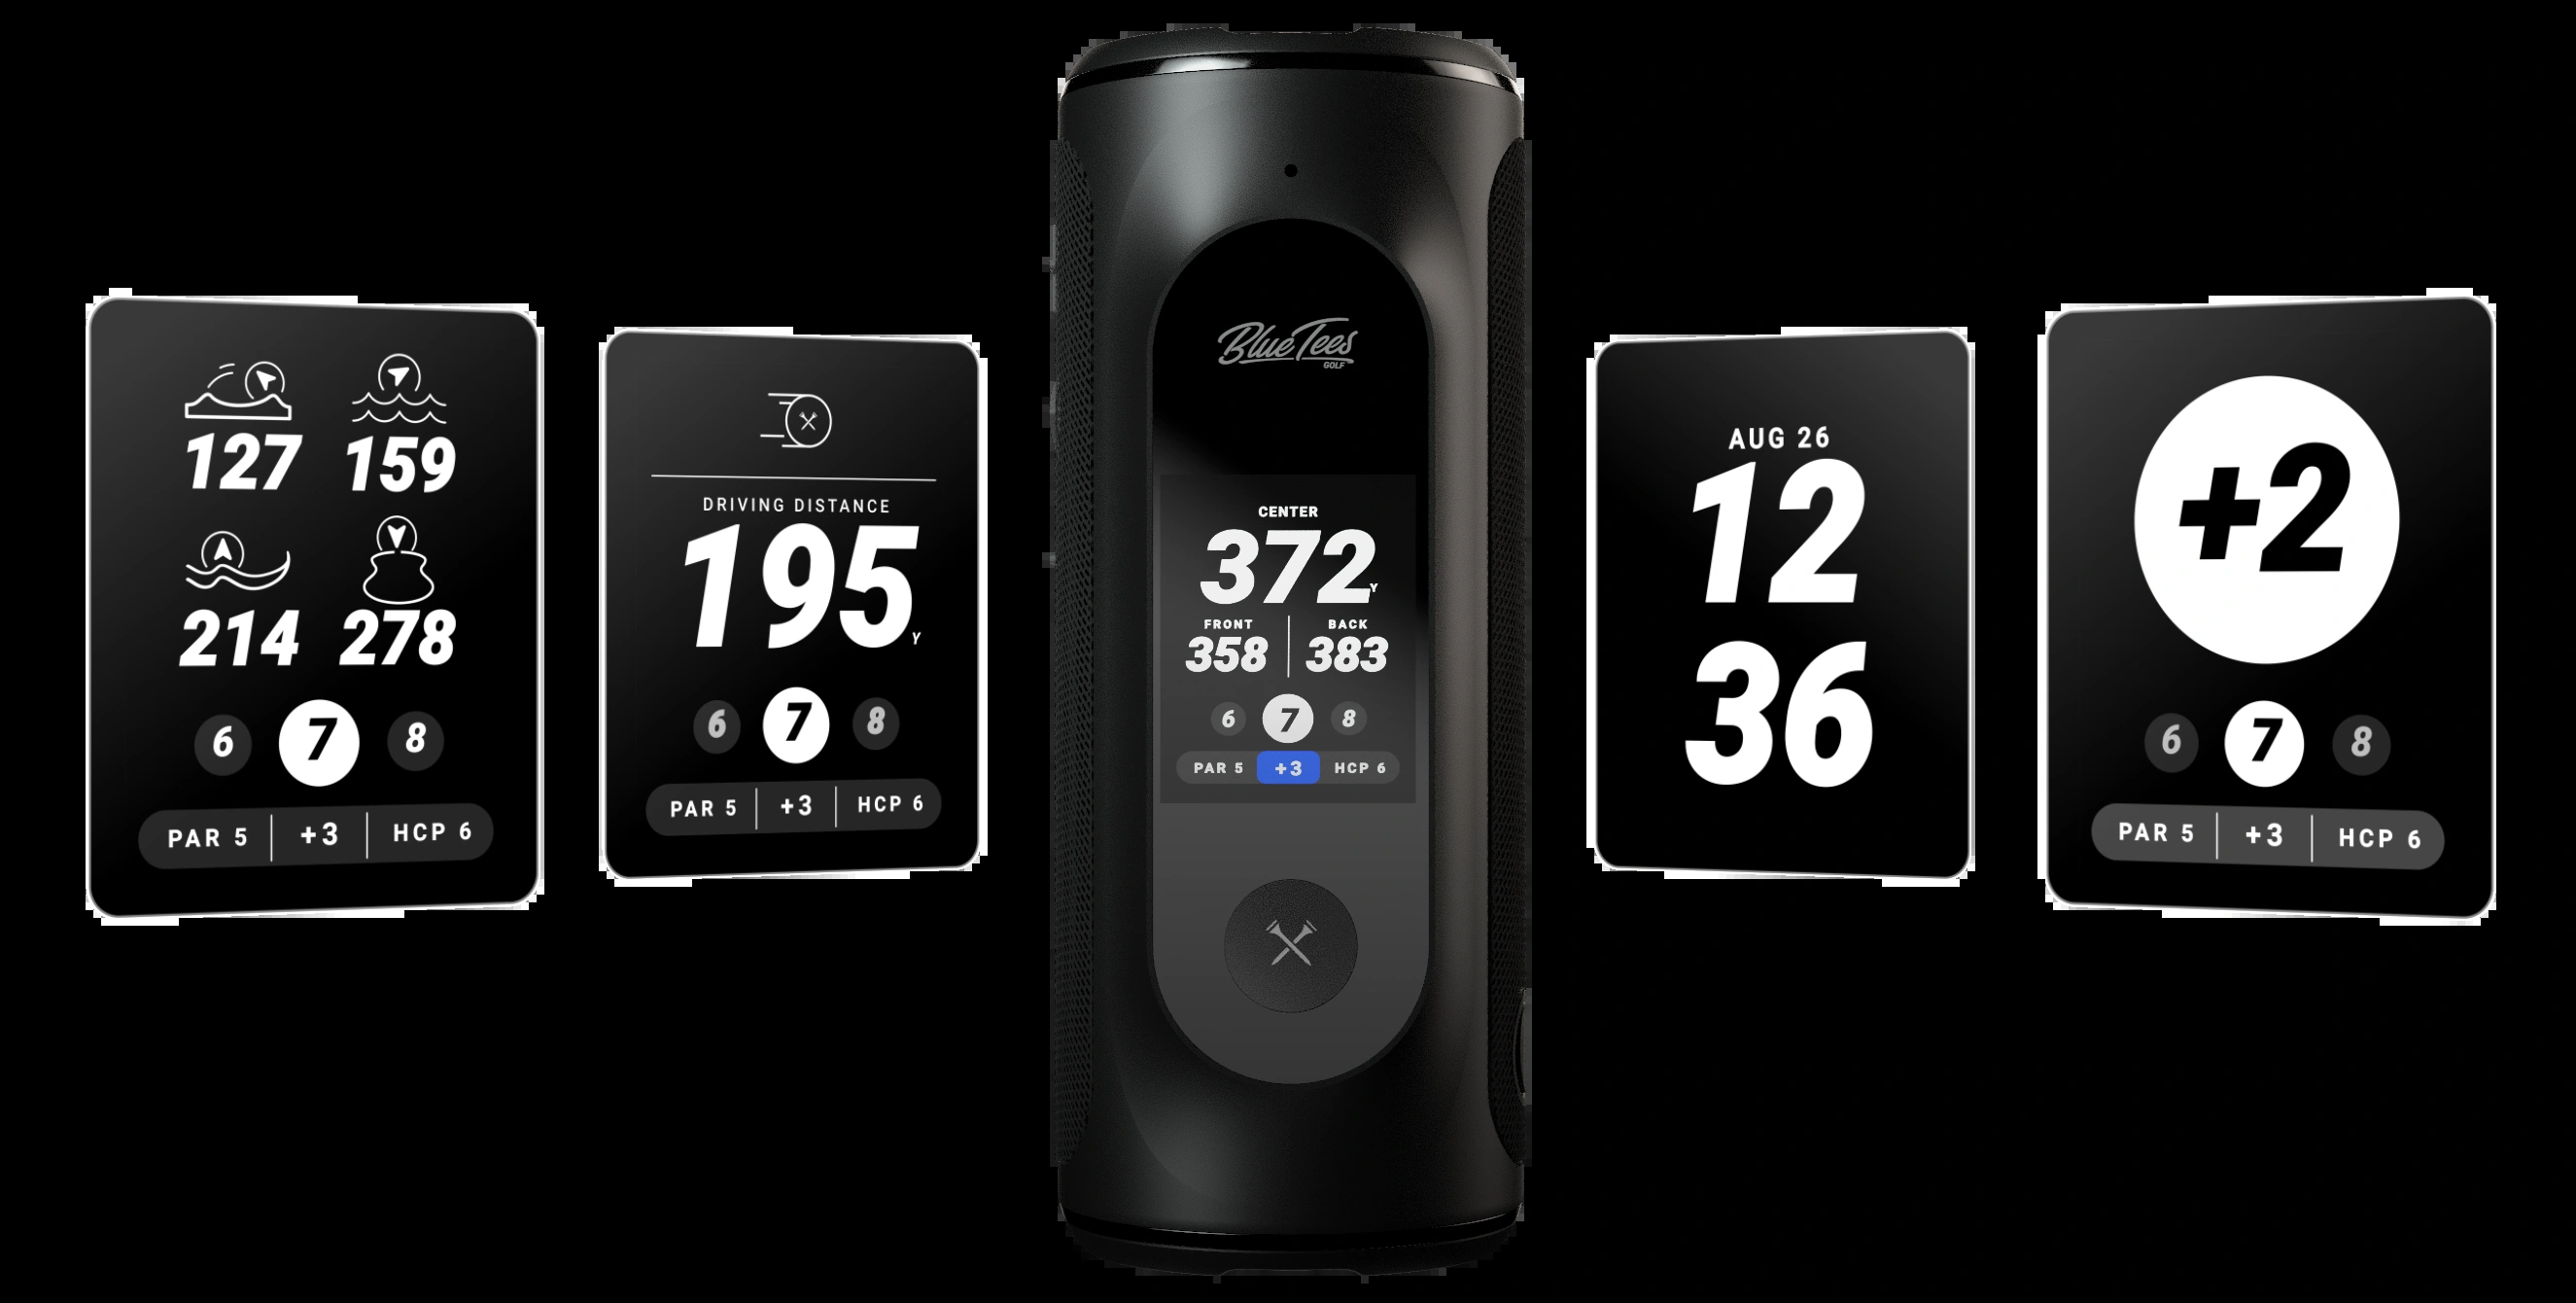 127 159
214 278
6 7 8
PAR 5 +3 HCP 6
DRIVING DISTANCE
195Y
6 7 8
PAR 5 +3 HCP 6
Blue Tees
GOLF
CENTER
372Y
FRONT BACK
358 383
6 7 8
PAR 5 +3 HCP 6
AUG 26
12
36
+2
6 7 8
PAR 5 +3 HCP 6